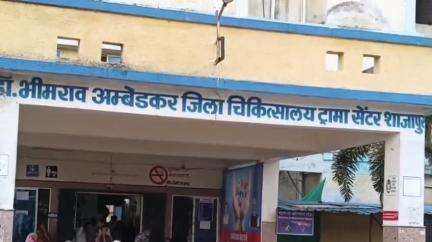 डॉ. भीमराव अम्बेडकर जिला चिकित्सालय ट्रामा सेंटर शाजापु